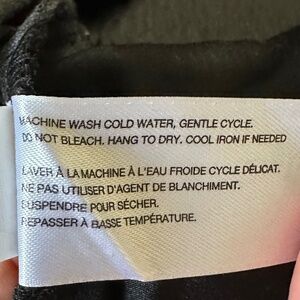 MACHINE WASH COLD WATER, GENTLE CYCLE.
DO NOT BLEACH. HANG TO DRY. COOL IRON IF NEEDED
LAVER À LA MACHINE À L'EAU FROIDE CYCLE DÉLICAT.
NE PAS UTILISER D'AGENT DE BLANCHIMENT.
SUSPENDRE POUR SÉCHER.
REPASSER À BASSE TEMPÉRATURE.